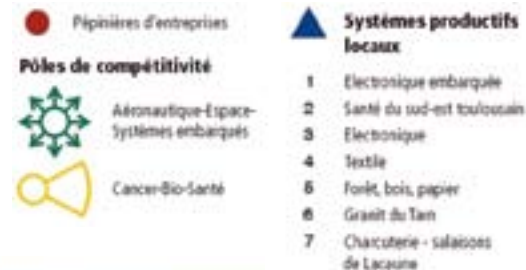 Pépinières d'entreprises
Pôles de compétitivité
Aéronautique-Espace-
Systèmes embarqués
Cancer-Bio-Santé
Systèmes productifs
locaux
1 Electronique embarquée
2 Santé du sud-est toulousain
3 Electronique
4 Textile
5 Forêt, bois, papier
6 Granit du Tarn
7 Charcuterie - salaisons
de Lacaune